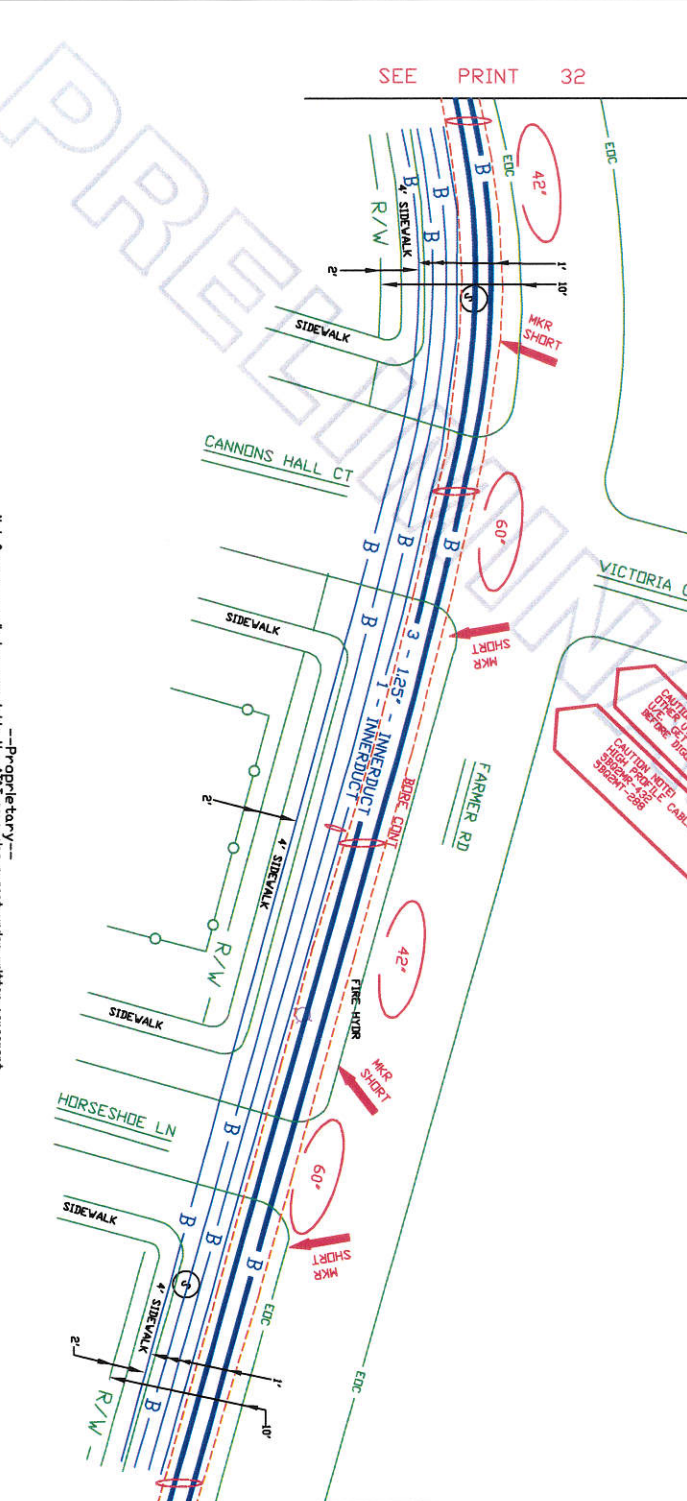 SEE PRINT 32
PRELIMIN
EOC
EOC
42"
B
B
B
B
4' SIDEWALK
R/W
2'
1'
10'
S
MKR
SHORT
SIDEWALK
CANNONS HALL CT
60"
VICTORIA
B
B
B
B
MKR
SHORT
3 - 1.25" - INNERDUCT
1 - INNERDUCT
SIDEWALK
CAUTION NOTE!
HIGH PROFILE CABLE
FARMER RD
BORE CONT
2'
4' SIDEWALK
42"
R/W
FIRE HYDR
SIDEWALK
MKR
SHORT
HORSESHOE LN
B
60"
SIDEWALK
B
B
B
MKR
SHORT
S
EOC
4' SIDEWALK
2'
1'
10'
EOC
R/W
B
--Proprietary--